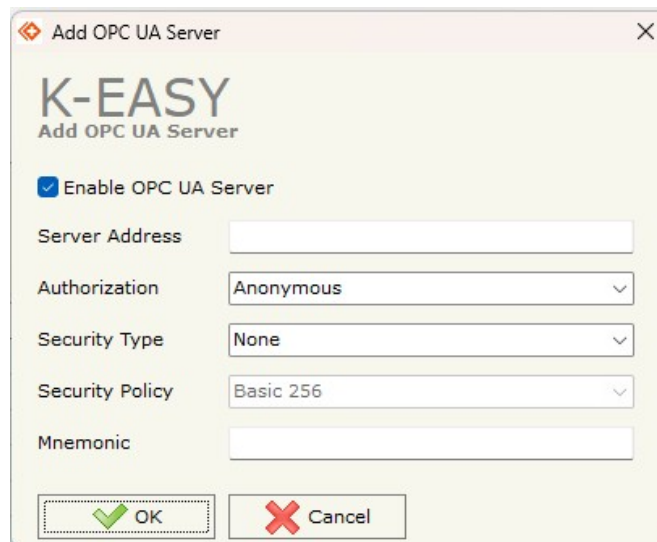 Add OPC UA Server
K-EASY
Add OPC UA Server
Enable OPC UA Server
Server Address
Authorization Anonymous
Security Type None
Security Policy Basic 256
Mnemonic
OK Cancel